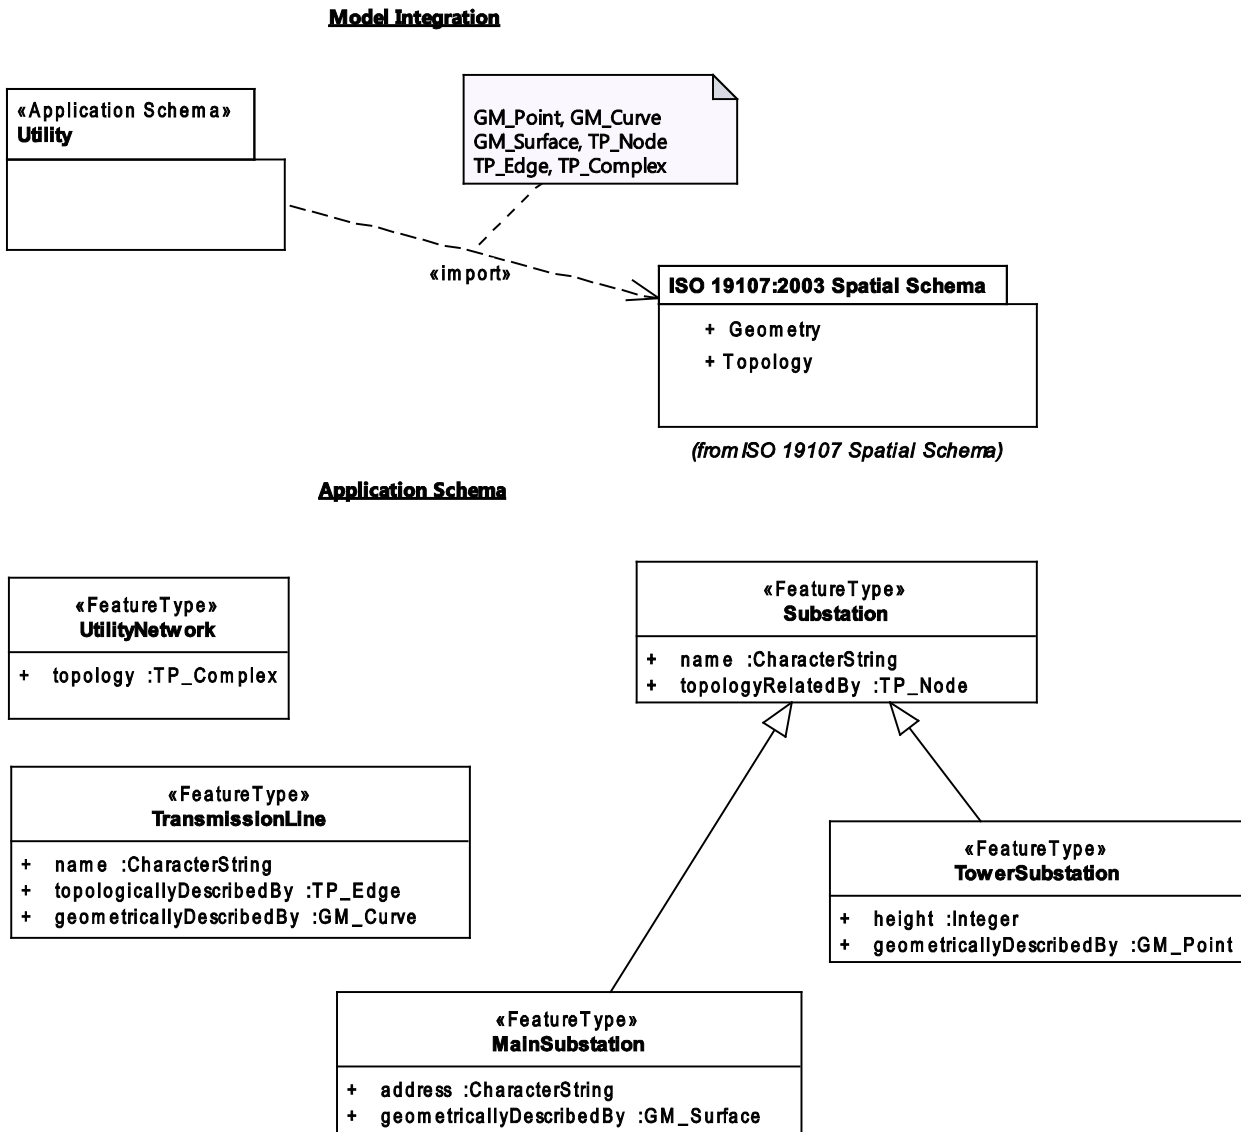 Model Integration
«Application Schema»
Utility
GM_Point, GM_Curve
GM_Surface, TP_Node
TP_Edge, TP_Complex
«import»
ISO 19107:2003 Spatial Schema
+ Geometry
+ Topology
(from ISO 19107 Spatial Schema)
Application Schema
«FeatureType»
UtilityNetwork
+ topology :TP_Complex
«FeatureType»
Substation
+ name :CharacterString
+ topologyRelatedBy :TP_Node
«FeatureType»
TransmissionLine
+ name :CharacterString
+ topologicallyDescribedBy :TP_Edge
+ geometricallyDescribedBy :GM_Curve
«FeatureType»
TowerSubstation
+ height :Integer
+ geometricallyDescribedBy :GM_Point
«FeatureType»
MainSubstation
+ address :CharacterString
+ geometricallyDescribedBy :GM_Surface